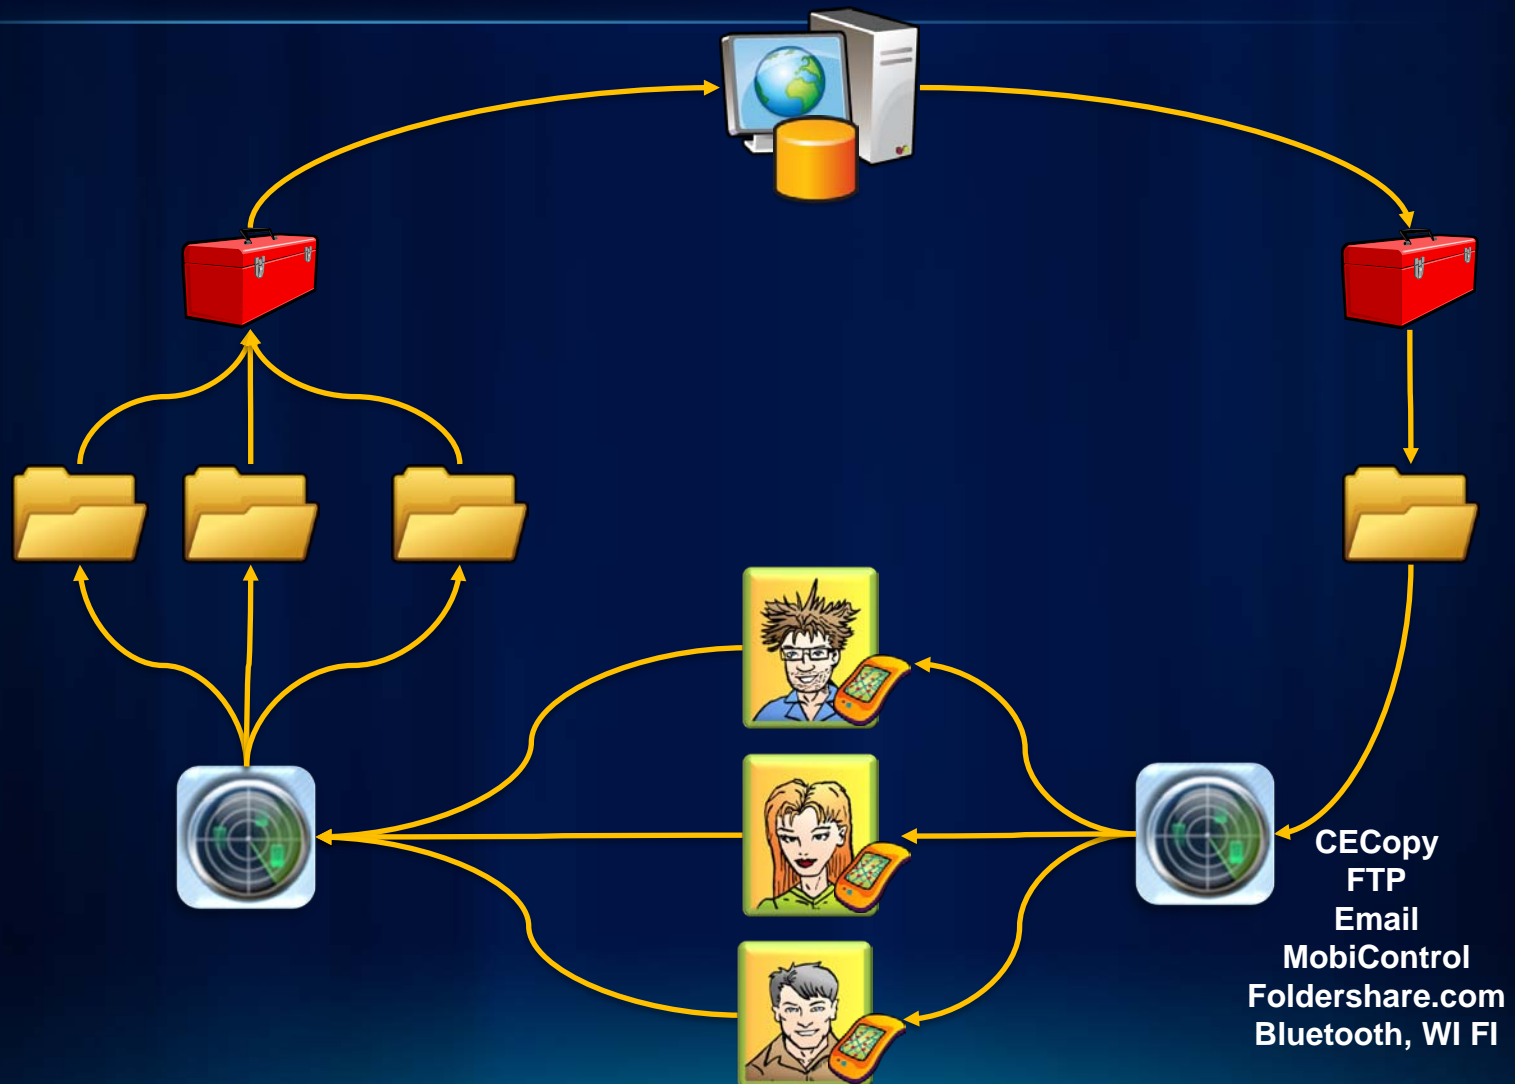 CECopy
FTP
Email
MobiControl
Foldershare.com
Bluetooth, WI FI